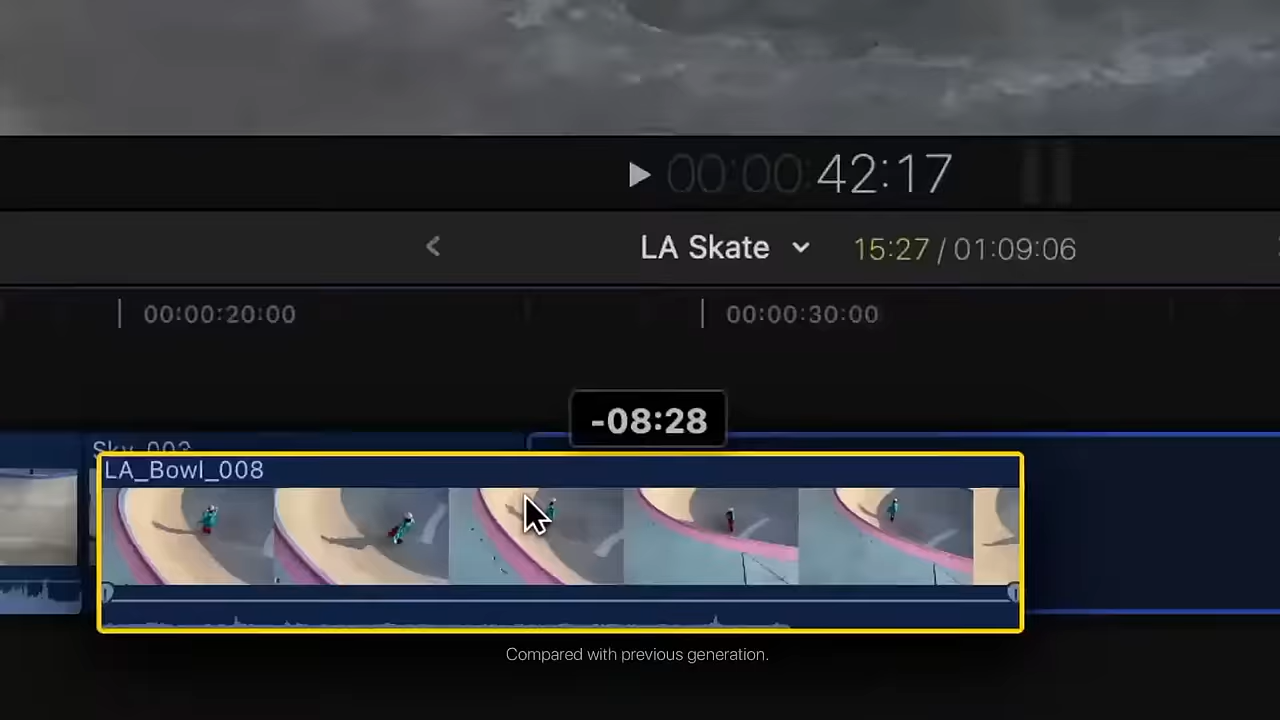 00:00:42:17
LA Skate 15:27 / 01:09:06
00:00:20:00 00:00:30:00
-08:28
Sky_003
LA_Bowl_008
Compared with previous generation.